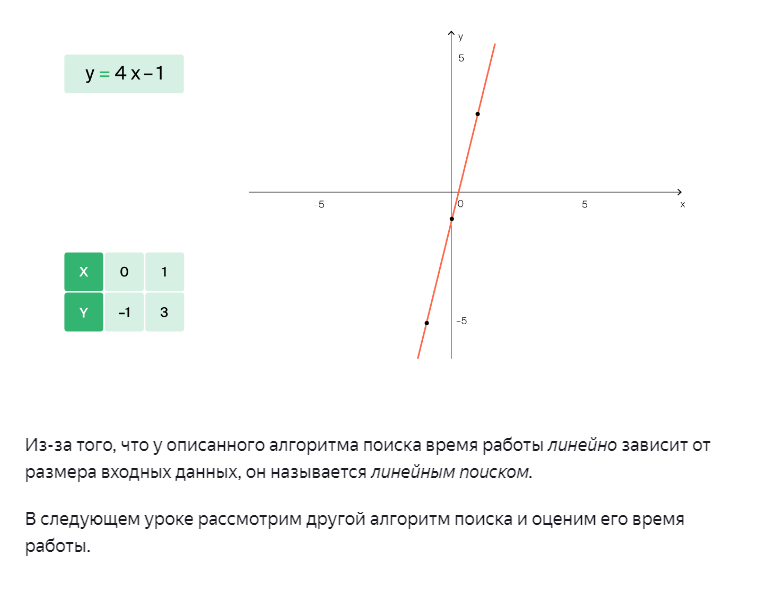 y = 4 x – 1
y
5
5
0
5
x
–5
X 0 1
Y –1 3
Из-за того, что у описанного алгоритма поиска время работы линейно зависит от
размера входных данных, он называется линейным поиском.
В следующем уроке рассмотрим другой алгоритм поиска и оценим его время
работы.